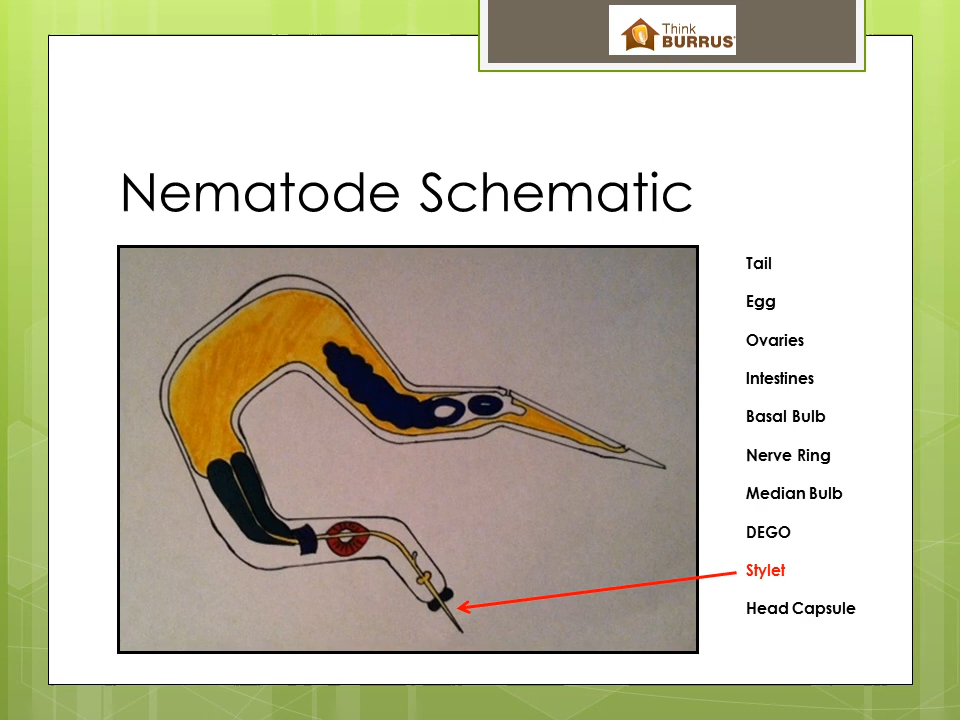 Think
BURRUS
Nematode Schematic
Tail
Egg
Ovaries
Intestines
Basal Bulb
Nerve Ring
Median Bulb
DEGO
Stylet
Head Capsule